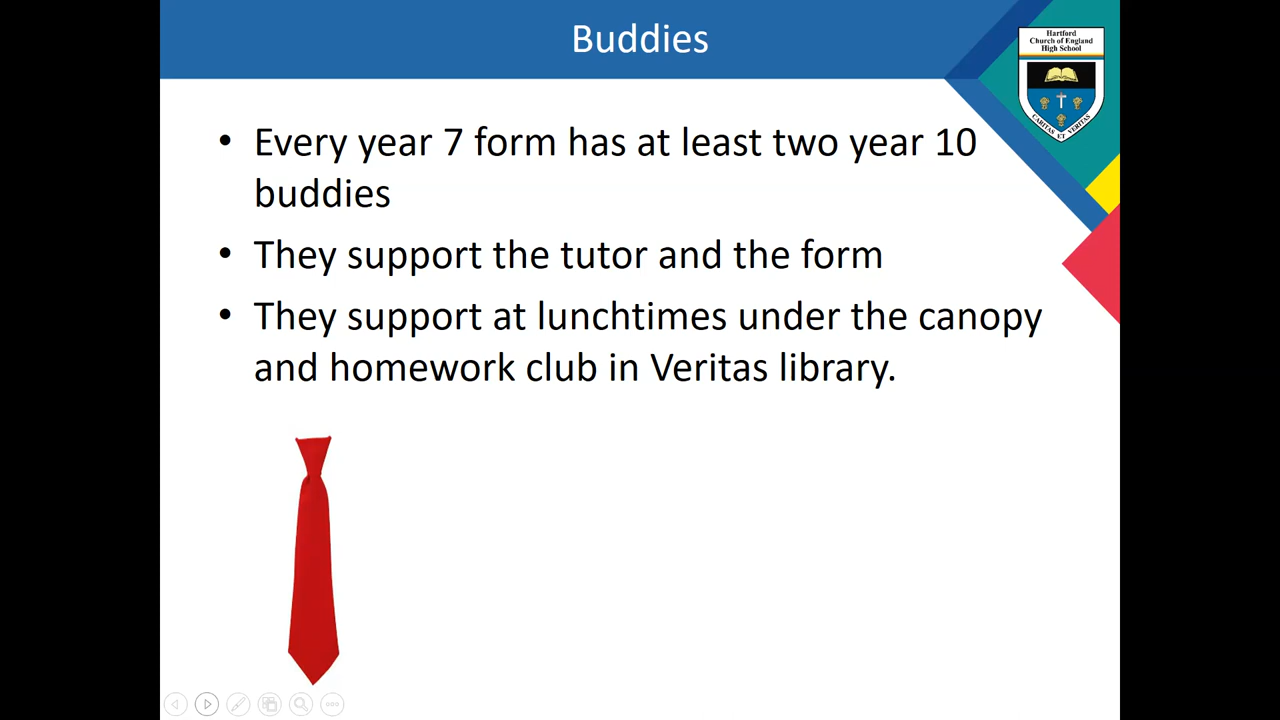 Buddies
Hartford
Church of England
High School
CARITAS ET VERITAS
• Every year 7 form has at least two year 10
buddies
• They support the tutor and the form
• They support at lunchtimes under the canopy
and homework club in Veritas library.